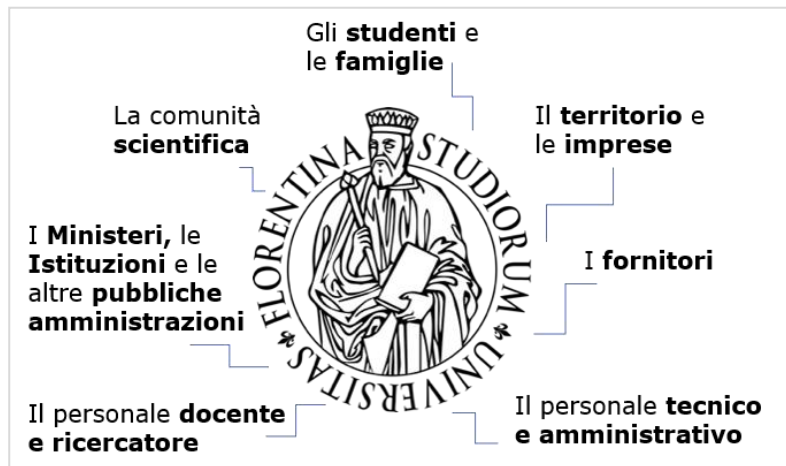 Gli studenti e
le famiglie
La comunità
scientifica
Il territorio e
le imprese
I Ministeri, le
Istituzioni e le
altre pubbliche
amministrazioni
I fornitori
Il personale docente
e ricercatore
Il personale tecnico
e amministrativo
FLORENTINA STUDIORUM UNIVERSITAS